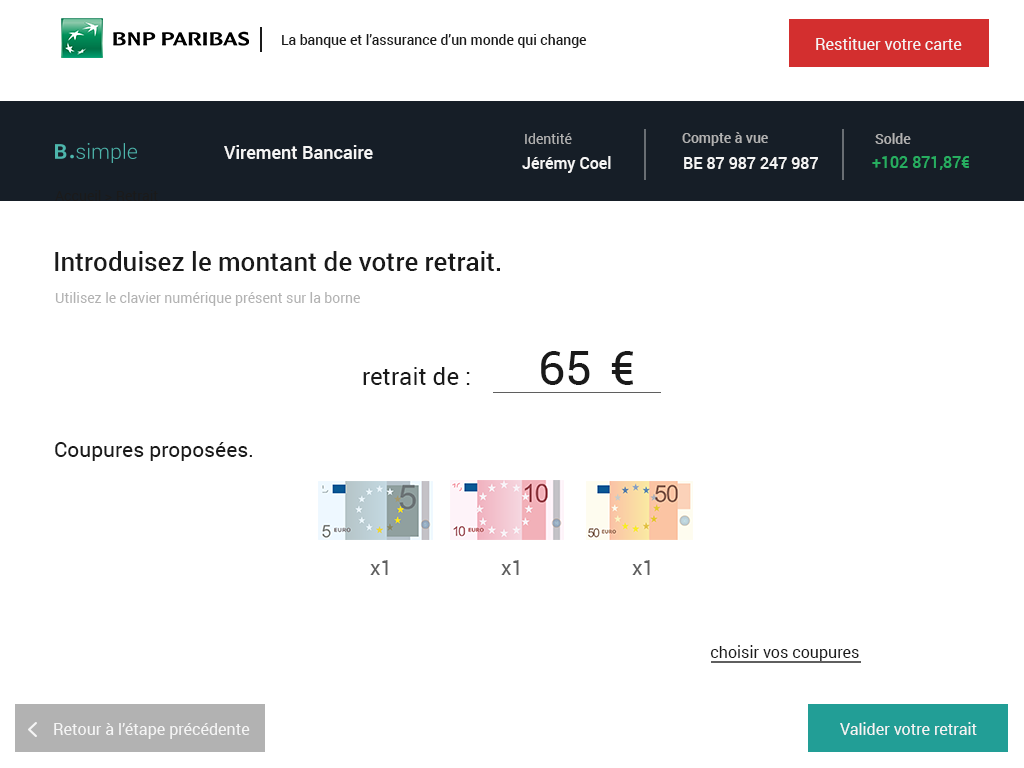 BNP PARIBAS
La banque et l'assurance d'un monde qui change
Restituer votre carte
B.simple
Virement Bancaire
Identité
Jérémy Coel
Compte à vue
BE 87 987 247 987
Solde
+102 871,87€
Introduisez le montant de votre retrait.
Utilisez le clavier numérique présent sur la borne
retrait de :
65 €
Coupures proposées.
5
5 EURO
10
10
10 EURO
50
50 EURO
x1
x1
x1
choisir vos coupures
Retour à l'étape précédente
Valider votre retrait